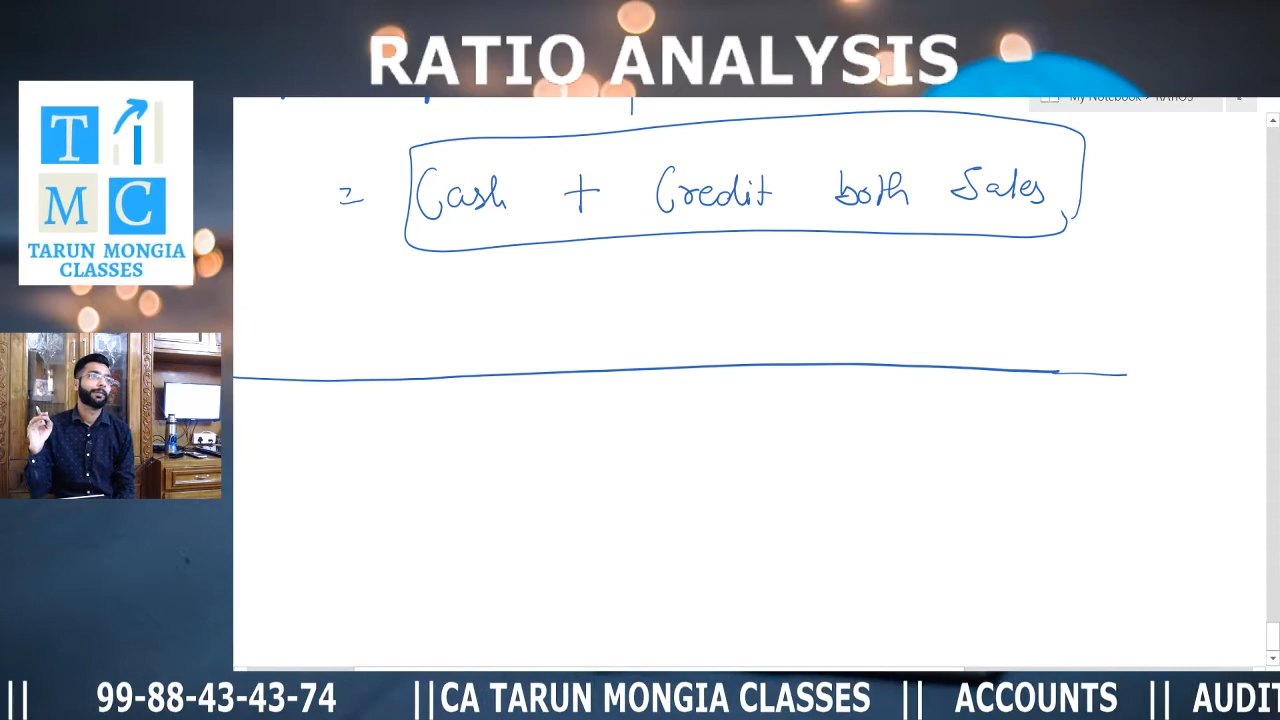 RATIO ANALYSIS
T
M C
TARUN MONGIA
CLASSES
= Cash + Credit both Sales
|| 99-88-43-43-74 ||CA TARUN MONGIA CLASSES || ACCOUNTS || AUDIT